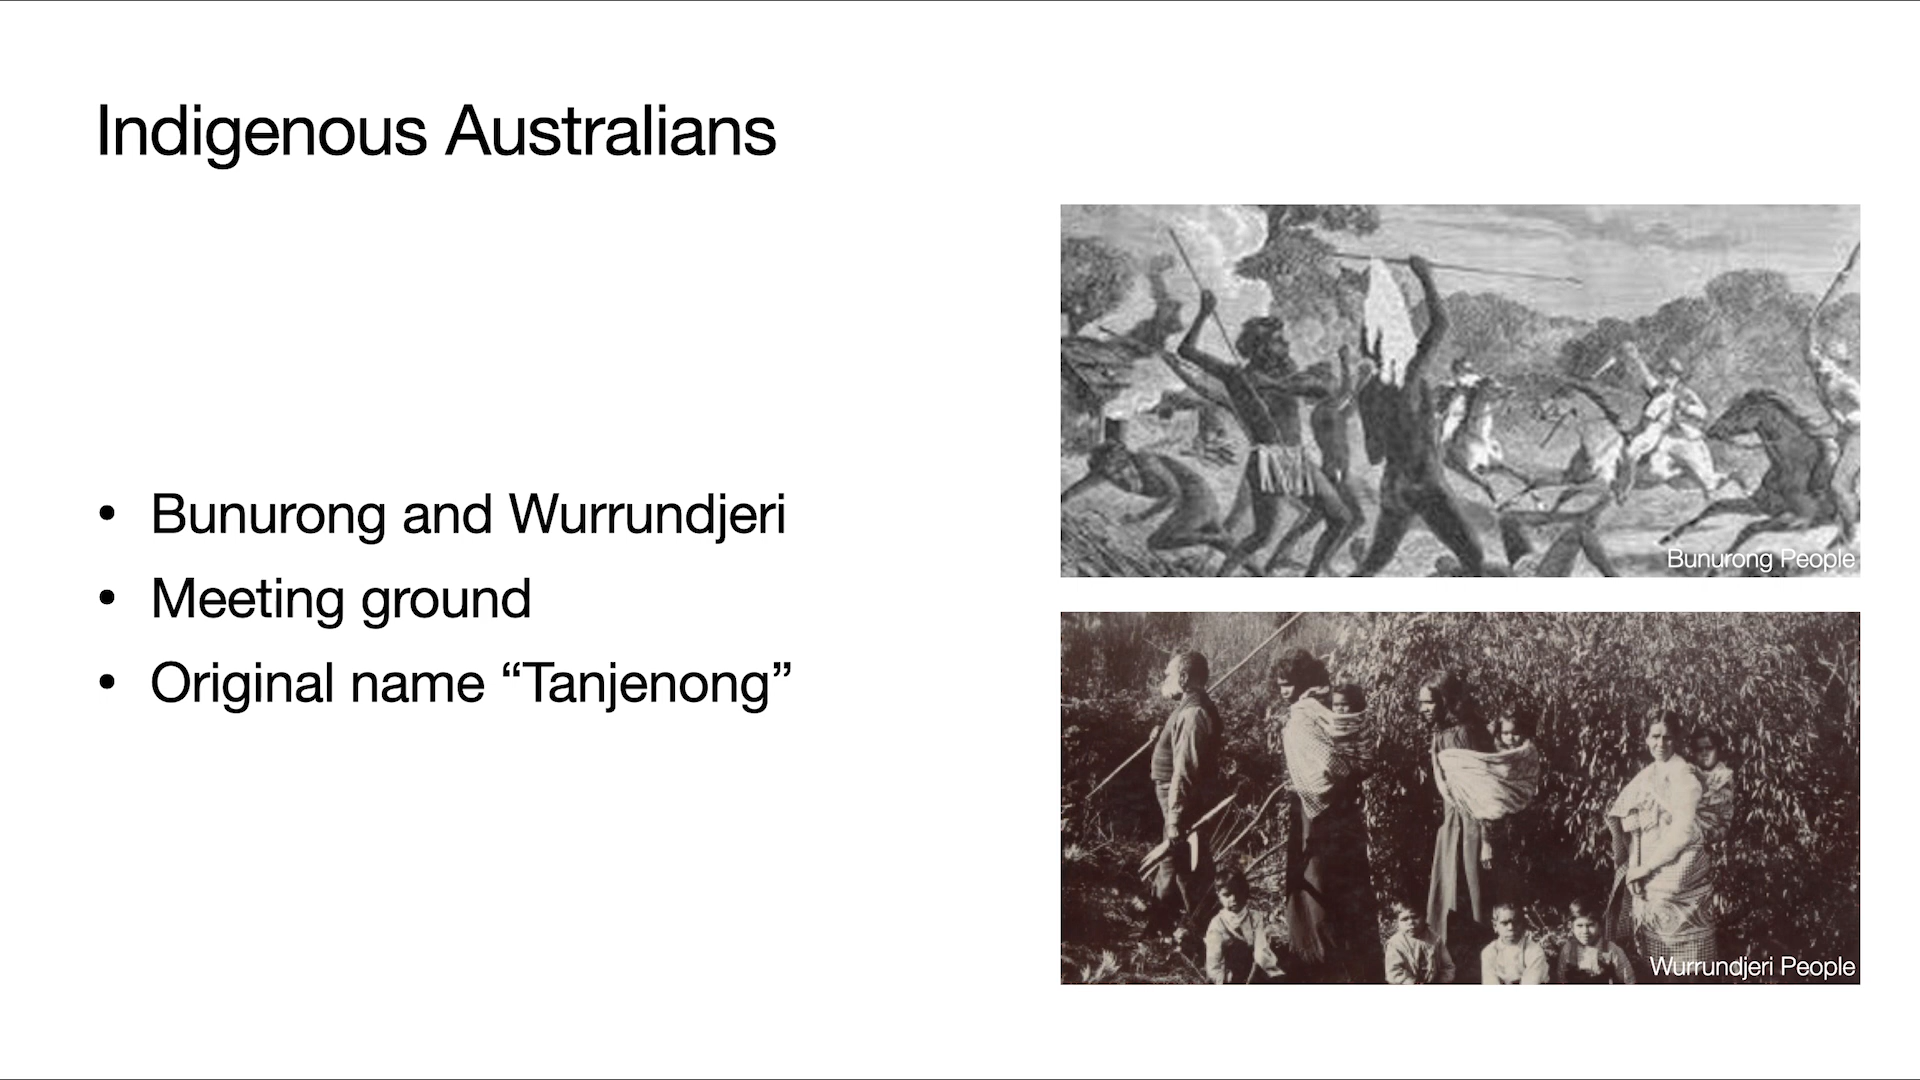 Indigenous Australians
• Bunurong and Wurrundjeri
• Meeting ground
• Original name “Tanjenong”
Bunurong People
Wurrundjeri People